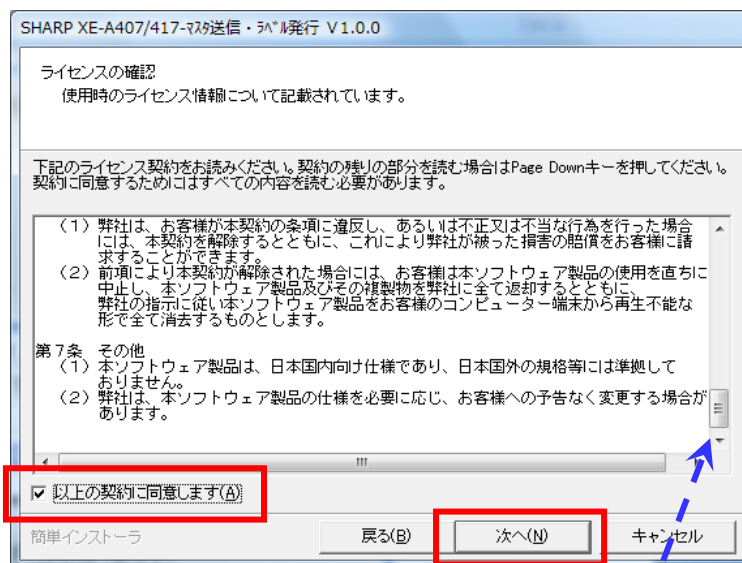 SHARP XE-A407/417-ﾏｽﾀ送信・ﾗﾍﾞﾙ発行 V1.0.0
ライセンスの確認
使用時のライセンス情報について記載されています。
下記のライセンス契約をお読みください。契約の残りの部分を読む場合はPage Downキーを押してください。
契約に同意するためにはすべての内容を読む必要があります。
（１）弊社は、お客様が本契約の条項に違反し、あるいは不正又は不当な行為を行った場合
には、本契約を解除するとともに、これにより弊社が被った損害の賠償をお客様に請
求することができます。
（２）前項により本契約が解除された場合には、お客様は本ソフトウェア製品の使用を直ちに
中止し、本ソフトウェア製品及びその複製物を弊社に全て返却するとともに、
弊社の指示に従い本ソフトウェア製品をお客様のコンピューター端末から再生不能な
形で全て消去するものとします。
第７条　その他
（１）本ソフトウェア製品は、日本国内向け仕様であり、日本国外の規格等には準拠して
おりません。
（２）弊社は、本ソフトウェア製品の仕様を必要に応じ、お客様への予告なく変更する場合が
あります。
以上の契約に同意します(A)
簡単インストーラ
戻る(B)
次へ(N)
キャンセル